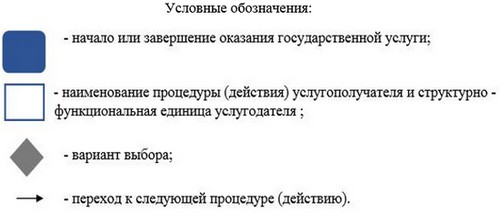 Условные обозначения:
- начало или завершение оказания государственной услуги;
- наименование процедуры (действия) услугополучателя и структурно -
функциональная единица услугодателя ;
- вариант выбора;
- переход к следующей процедуре (действию).